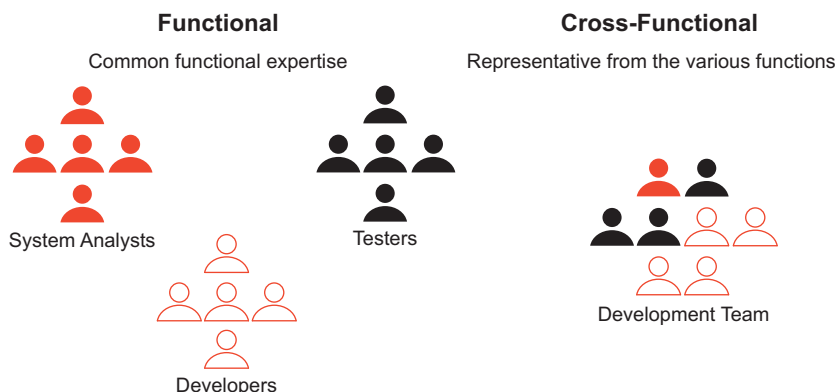 Functional
Common functional expertise
System Analysts
Testers
Developers
Cross-Functional
Representative from the various functions
Development Team